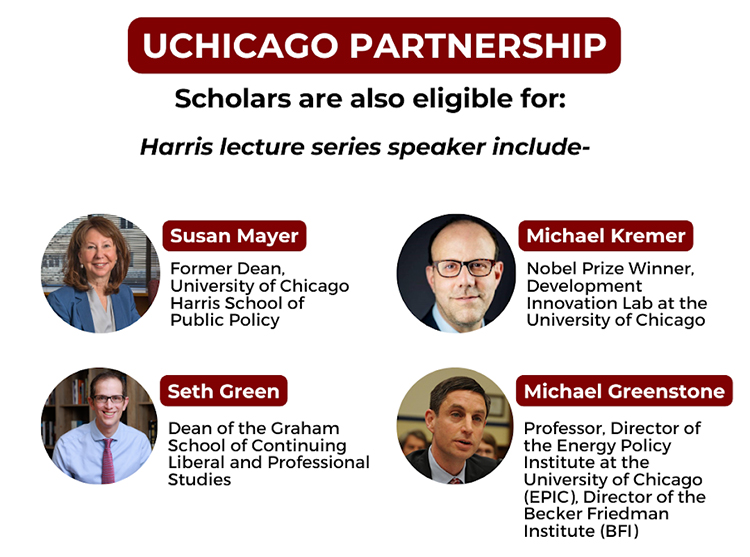 UCHICAGO PARTNERSHIP
Scholars are also eligible for:
Harris lecture series speaker include-
Susan Mayer
Former Dean,
University of Chicago
Harris School of
Public Policy
Michael Kremer
Nobel Prize Winner,
Development
Innovation Lab at the
University of Chicago
Seth Green
Dean of the Graham
School of Continuing
Liberal and Professional
Studies
Michael Greenstone
Professor, Director of
the Energy Policy
Institute at the
University of Chicago
(EPIC), Director of the
Becker Friedman
Institute (BFI)